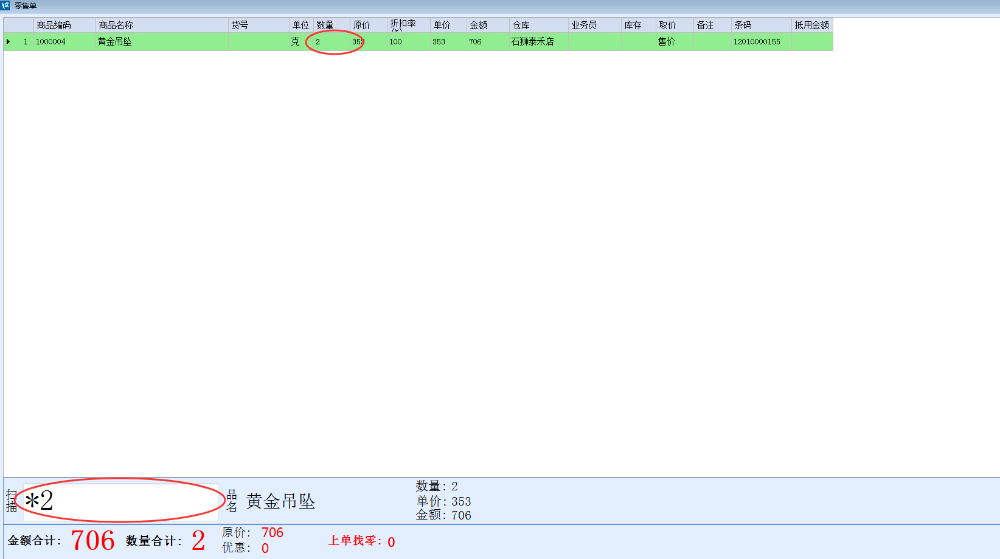 零售单
商品编码 商品名称 货号 单位 数量 原价 折扣率 单价 金额 仓库 业务员 库存 取价 备注 条码 抵用金额
1 1000004 黄金吊坠 克 2 353 100 353 706 石狮泰禾店 售价 12010000155
扫描 *2 品名 黄金吊坠
数量: 2
单价: 353
金额: 706
金额合计: 706 数量合计: 2
原价: 706
优惠: 0
上单找零: 0